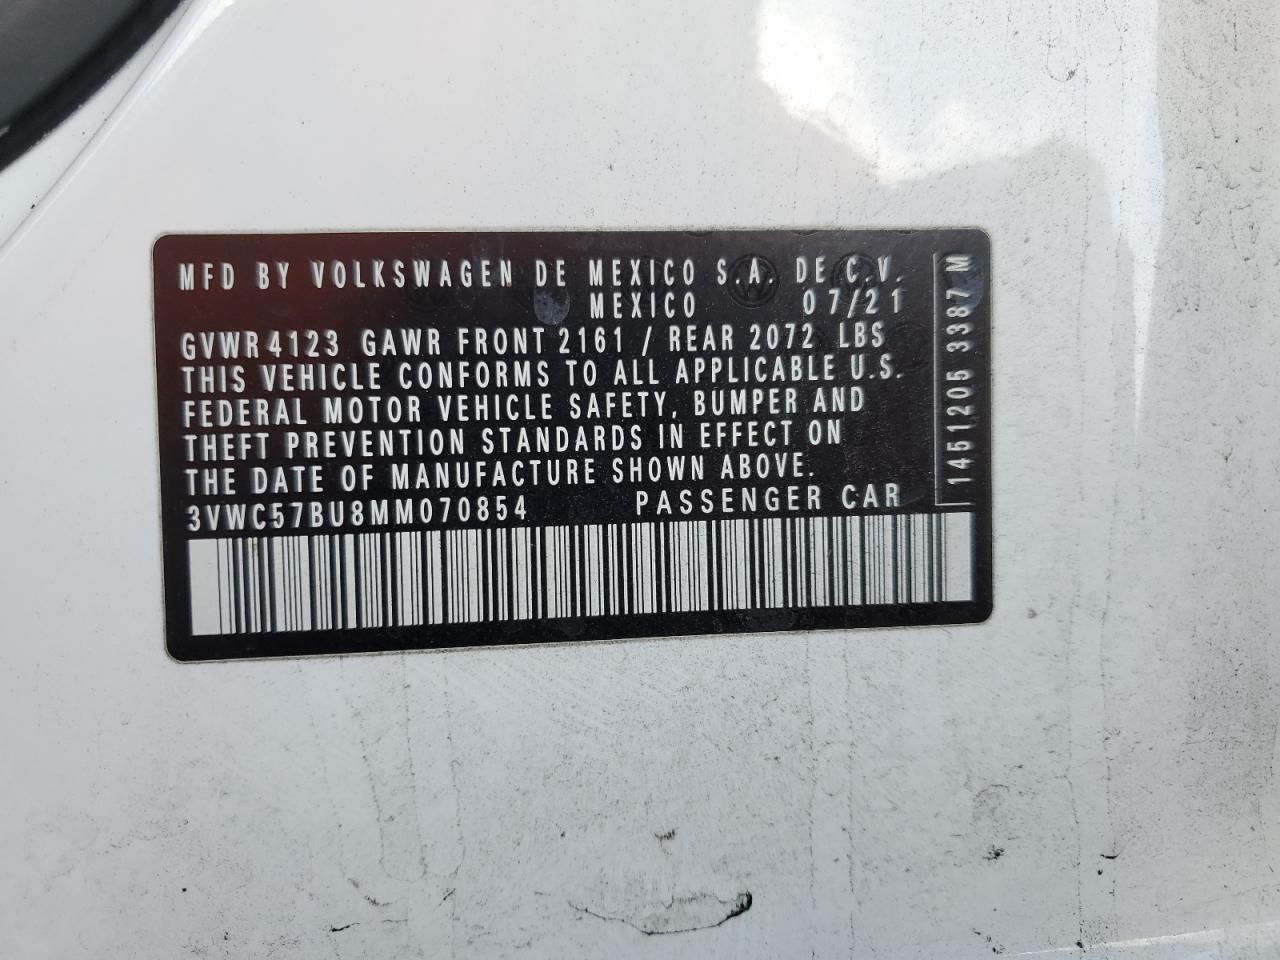 MFD BY VOLKSWAGEN DE MEXICO S.A. DE C.V.
MEXICO 07/21
GVWR 4123 GAWR FRONT 2161 / REAR 2072 LBS
THIS VEHICLE CONFORMS TO ALL APPLICABLE U.S.
FEDERAL MOTOR VEHICLE SAFETY, BUMPER AND
THEFT PREVENTION STANDARDS IN EFFECT ON
THE DATE OF MANUFACTURE SHOWN ABOVE.
3VWC57BU8MM070854 PASSENGER CAR
1451205 3387 M